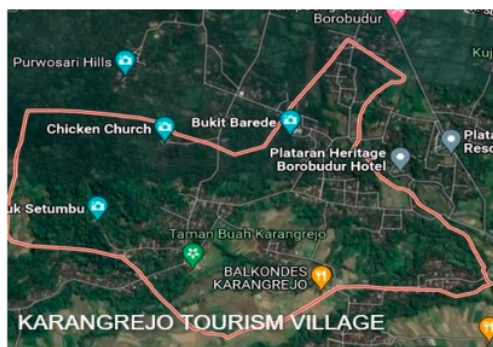 Borobudur
Purwosari Hills
Kuj
Chicken Church
Bukit Barede
Plata
Reso
Plataran Heritage
Borobudur Hotel
uk Setumbu
Taman Buah Karangrejo
BALKONDES
KARANGREJO
KARANGREJO TOURISM VILLAGE